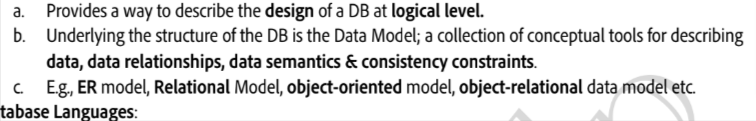 a. Provides a way to describe the design of a DB at logical level.
b. Underlying the structure of the DB is the Data Model; a collection of conceptual tools for describing
data, data relationships, data semantics & consistency constraints.
c. E.g., ER model, Relational Model, object-oriented model, object-relational data model etc.
tabase Languages: